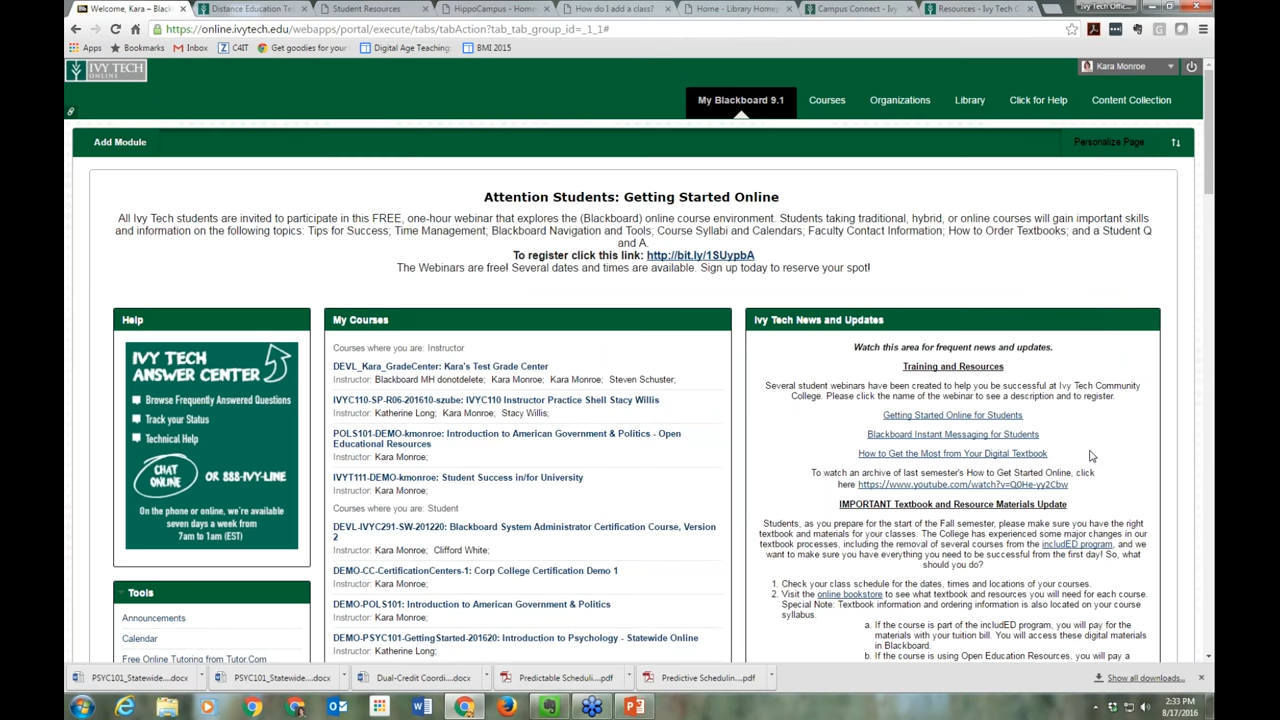 Welcome, Kara – Blackb
Distance Education Tes
Student Resources
HippoCampus - Homew
How do I add a class?
Home - Library Homep
Campus Connect - Ivy
Resources - Ivy Tech C
Ivy Tech Offic...
https://online.ivytech.edu/webapps/portal/execute/tabs/tabAction?tab_tab_group_id=_1_1#
Apps
Bookmarks
Inbox
C4IT
Get goodies for your
Digital Age Teaching:
BMI 2015
IVY TECH
ONLINE
Kara Monroe
My Blackboard 9.1
Courses
Organizations
Library
Click for Help
Content Collection
Add Module
Personalize Page
Attention Students: Getting Started Online
All Ivy Tech students are invited to participate in this FREE, one-hour webinar that explores the (Blackboard) online course environment. Students taking traditional, hybrid, or online courses will gain important skills
and information on the following topics: Tips for Success; Time Management; Blackboard Navigation and Tools; Course Syllabi and Calendars; Faculty Contact Information; How to Order Textbooks; and a Student Q
and A.
To register click this link: http://bit.ly/1SUypbA
The Webinars are free! Several dates and times are available. Sign up today to reserve your spot!
Help
IVY TECH
ANSWER CENTER
Browse Frequently Answered Questions
Track your Status
Technical Help
CHAT
ONLINE
OR 888-IVY-LINE
On the phone or online, we're available
seven days a week from
7am to 1am (EST)
Tools
Announcements
Calendar
Free Online Tutoring from Tutor.Com
My Courses
Courses where you are: Instructor
DEVL_Kara_GradeCenter: Kara's Test Grade Center
Instructor: Blackboard MH donotdelete; Kara Monroe; Kara Monroe; Steven Schuster;
IVYC110-SP-R06-201610-szube: IVYC110 Instructor Practice Shell Stacy Willis
Instructor: Katherine Long; Kara Monroe; Stacy Willis;
POLS101-DEMO-kmonroe: Introduction to American Government & Politics - Open
Educational Resources
Instructor: Kara Monroe;
IVYT111-DEMO-kmonroe: Student Success in/for University
Instructor: Kara Monroe;
Courses where you are: Student
DEVL-IVYC291-SW-201220: Blackboard System Administrator Certification Course, Version
2
Instructor: Kara Monroe; Clifford White;
DEMO-CC-CertificationCenters-1: Corp College Certification Demo 1
Instructor: Kara Monroe;
DEMO-POLS101: Introduction to American Government & Politics
Instructor: Kara Monroe;
DEMO-PSYC101-GettingStarted-201620: Introduction to Psychology - Statewide Online
Instructor: Katherine Long;
Ivy Tech News and Updates
Watch this area for frequent news and updates.
Training and Resources
Several student webinars have been created to help you be successful at Ivy Tech Community
College. Please click the name of the webinar to see a description and to register.
Getting Started Online for Students
Blackboard Instant Messaging for Students
How to Get the Most from Your Digital Textbook
To watch an archive of last semester's How to Get Started Online, click
here https://www.youtube.com/watch?v=Q0He-yy2Cbw
IMPORTANT Textbook and Resource Materials Update
Students, as you prepare for the start of the Fall semester, please make sure you have the right
textbook and materials for your classes. The College has experienced some major changes in our
textbook processes, including the removal of several courses from the includED program, and we
want to make sure you have everything you need to be successful from the first day! So, what
should you do?
1. Check your class schedule for the dates, times and locations of your courses.
2. Visit the online bookstore to see what textbook and resources you will need for each course.
Special Note: Textbook information and ordering information is also located on your course
syllabus.
a. If the course is part of the includED program, you will pay for the
materials with your tuition bill. You will access these digital materials
in Blackboard.
b. If the course is using Open Education Resources, you will pay a
PSYC101_Statewide....docx
PSYC101_Statewide....docx
Dual-Credit Coordi....docx
Predictable Scheduli....pdf
Predictive Schedulin....pdf
Show all downloads...
2:33 PM
8/17/2016